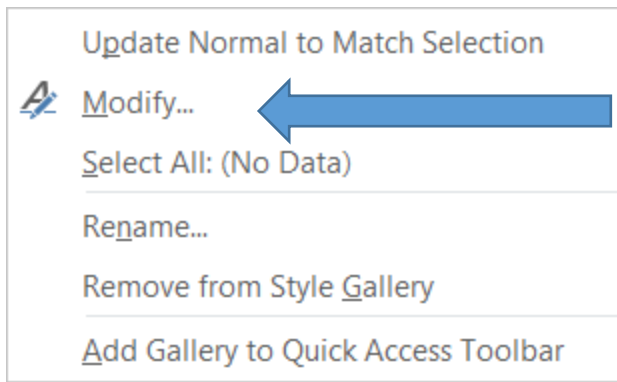 Update Normal to Match Selection
Modify...
Select All: (No Data)
Rename...
Remove from Style Gallery
Add Gallery to Quick Access Toolbar